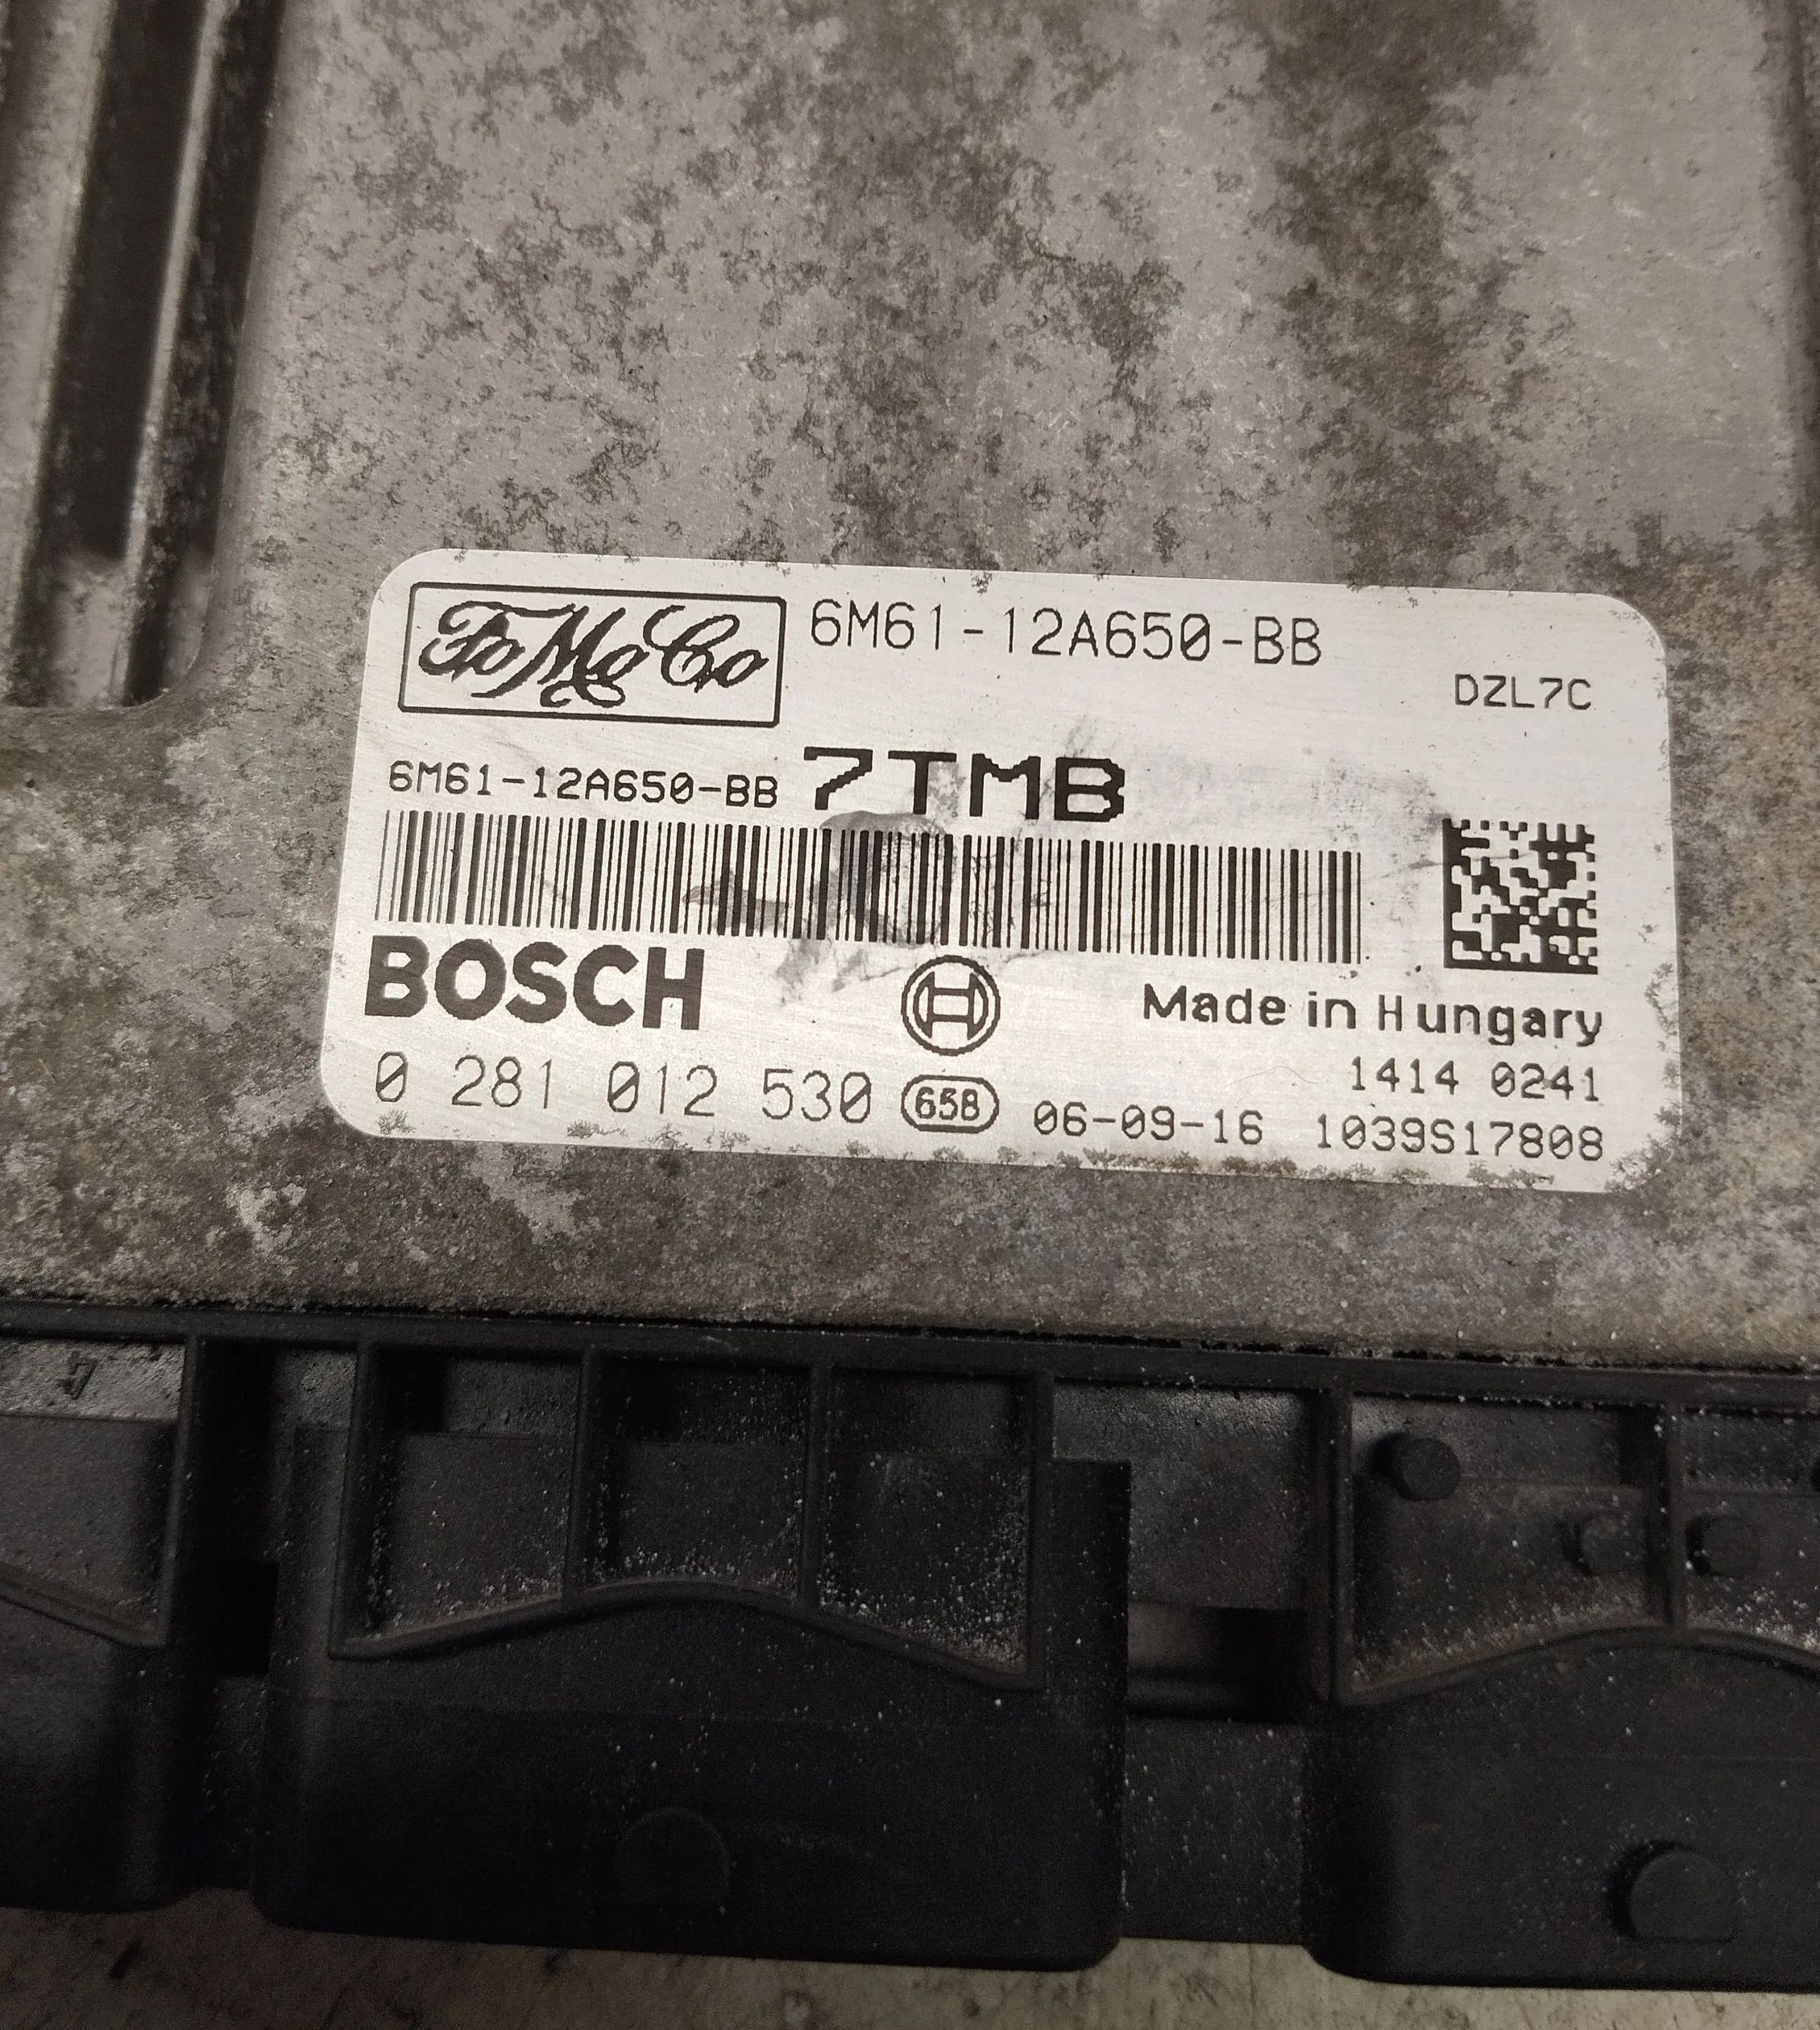 FoMoCo 6M61-12A650-BB
DZL7C
6M61-12A650-BB 7TMB
BOSCH
Made in Hungary
1414 0241
0 281 012 530 658 06-09-16 1039S17808